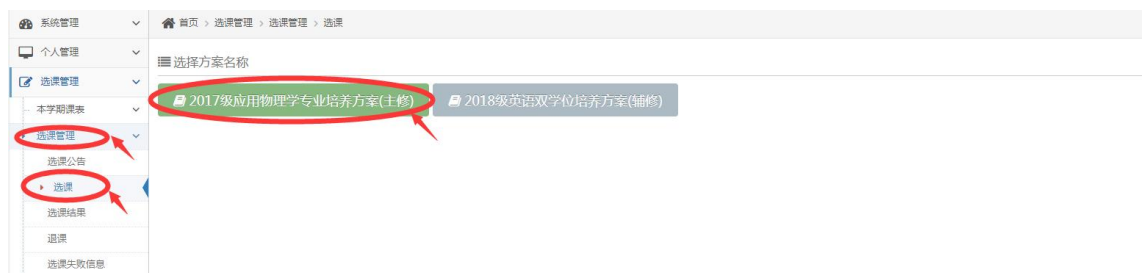 系统管理
首页 > 选课管理 > 选课管理 > 选课
个人管理
选择方案名称
选课管理
2017级应用物理学专业培养方案(主修)
2018级英语双学位培养方案(辅修)
本学期课表
选课管理
选课公告
选课
选课结果
退课
选课失败信息